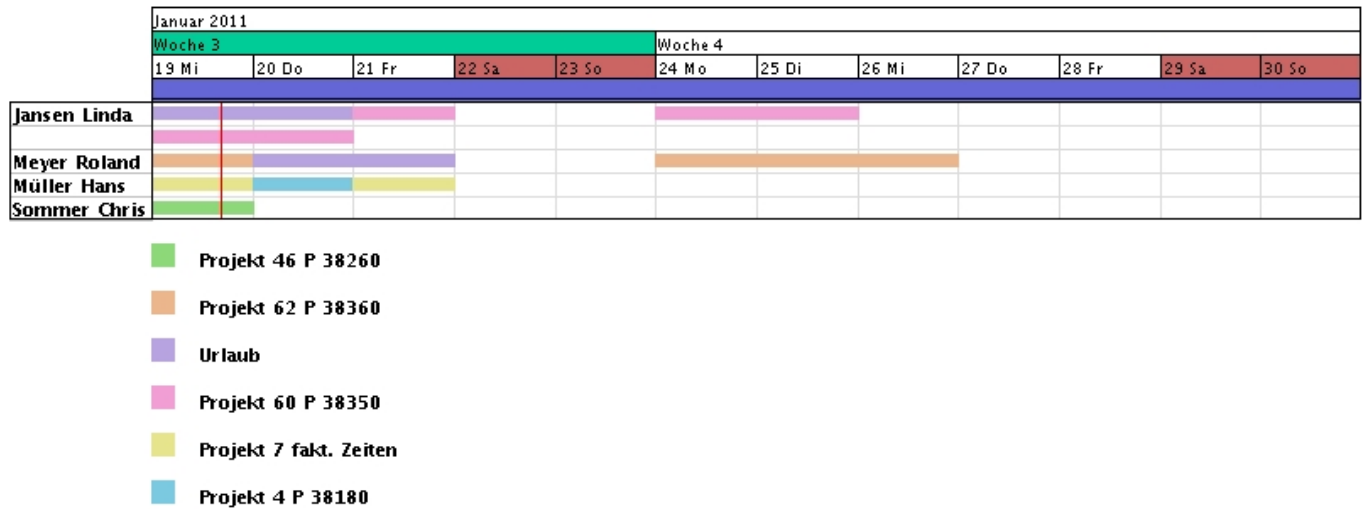 Januar 2011
Woche 3 Woche 4
19 Mi 20 Do 21 Fr 22 Sa 23 So 24 Mo 25 Di 26 Mi 27 Do 28 Fr 29 Sa 30 So
Jansen Linda
Meyer Roland
Müller Hans
Sommer Chris
Projekt 46 P 38260
Projekt 62 P 38360
Urlaub
Projekt 60 P 38350
Projekt 7 fakt. Zeiten
Projekt 4 P 38180